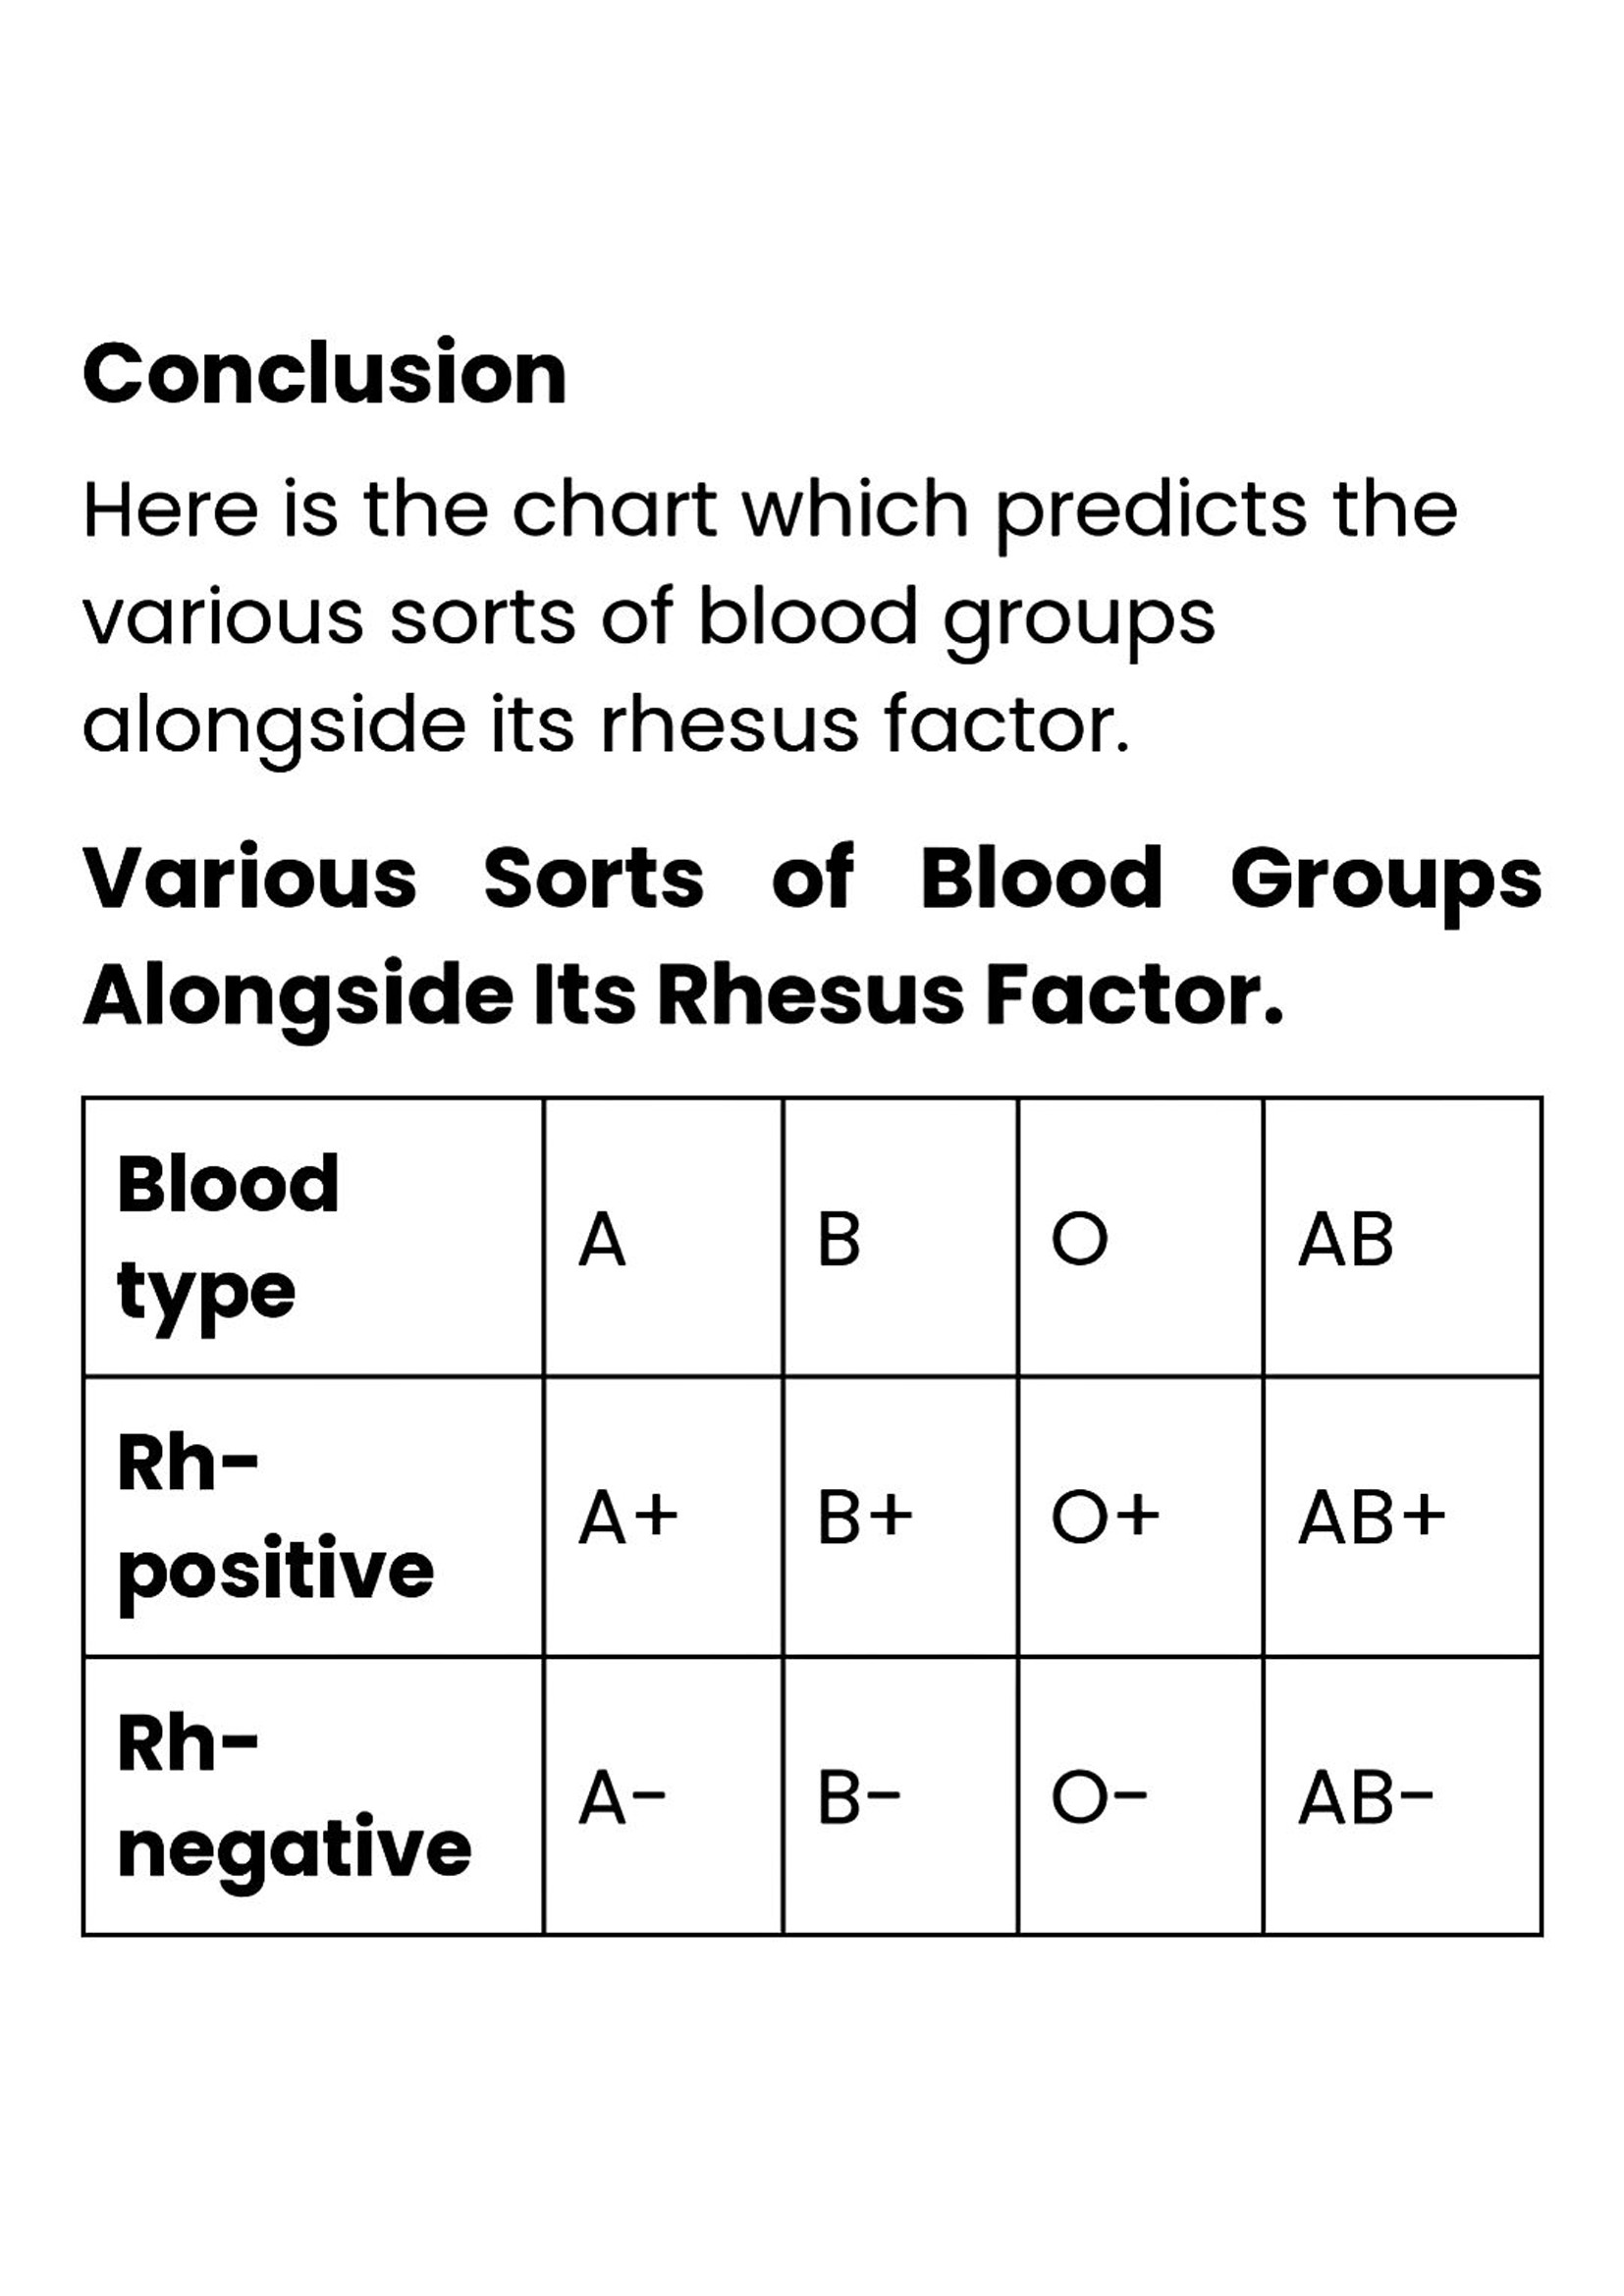 Conclusion
Here is the chart which predicts the
various sorts of blood groups
alongside its rhesus factor.
Various Sorts of Blood Groups
Alongside Its Rhesus Factor.
Blood
type
A B O AB
Rh-
positive
A+ B+ O+ AB+
Rh-
negative
A- B- O- AB-